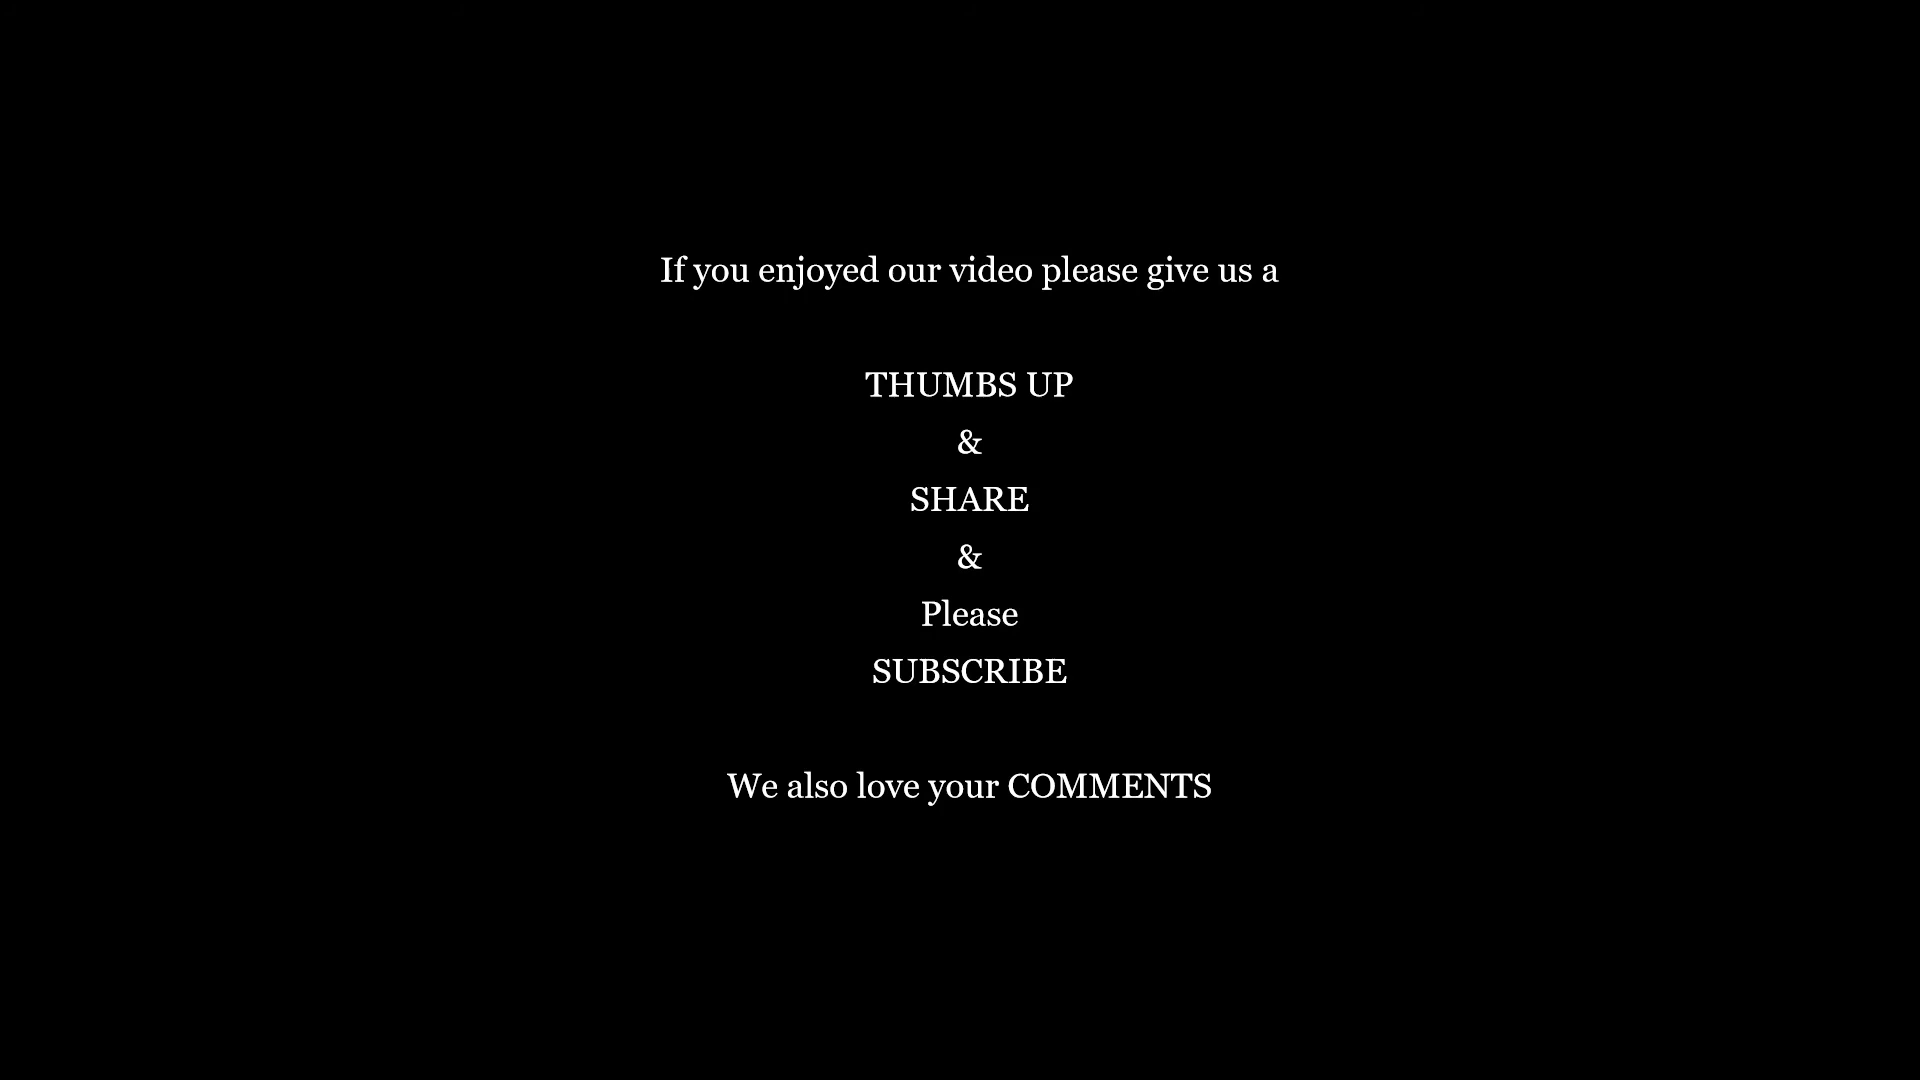 If you enjoyed our video please give us a
THUMBS UP
&
SHARE
&
Please
SUBSCRIBE
We also love your COMMENTS